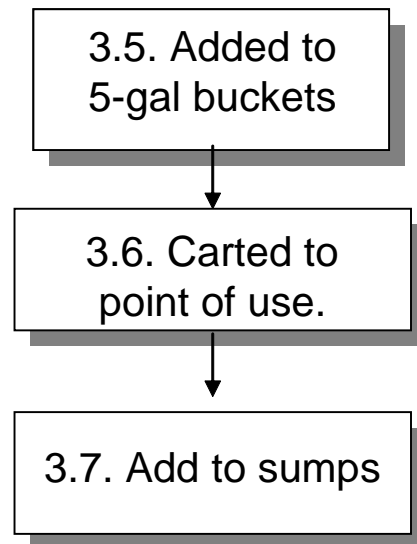 3.5. Added to
5-gal buckets
3.6. Carted to
point of use.
3.7. Add to sumps